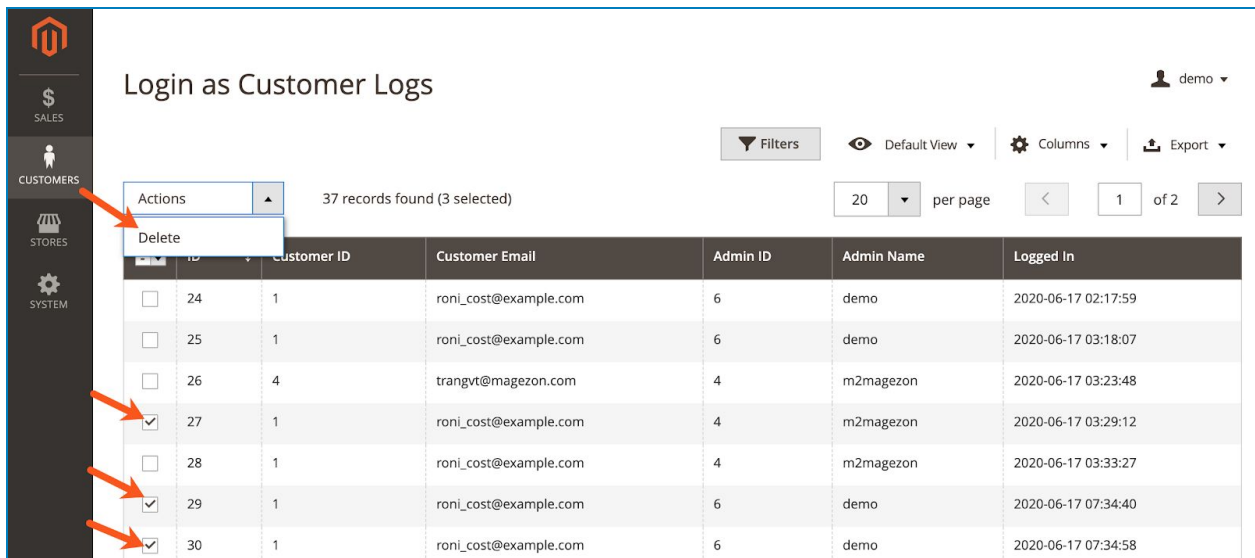 Login as Customer Logs
demo
SALES
CUSTOMERS
STORES
SYSTEM
Filters
Default View
Columns
Export
Actions
37 records found (3 selected)
20 per page
1 of 2
Delete
ID Customer ID Customer Email Admin ID Admin Name Logged In
24 1 roni_cost@example.com 6 demo 2020-06-17 02:17:59
25 1 roni_cost@example.com 6 demo 2020-06-17 03:18:07
26 4 trangvt@magezon.com 4 m2magezon 2020-06-17 03:23:48
27 1 roni_cost@example.com 4 m2magezon 2020-06-17 03:29:12
28 1 roni_cost@example.com 4 m2magezon 2020-06-17 03:33:27
29 1 roni_cost@example.com 6 demo 2020-06-17 07:34:40
30 1 roni_cost@example.com 6 demo 2020-06-17 07:34:58